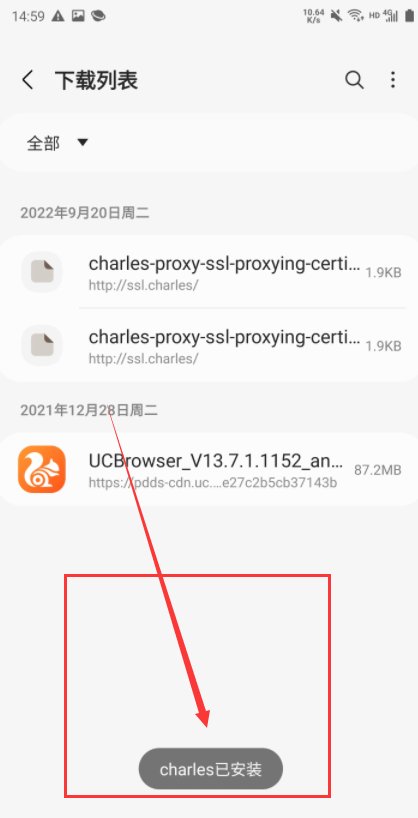 14:59
10.64 K/s HD 4G
下载列表
全部
2022年9月20日周二
charles-proxy-ssl-proxying-certi...
1.9KB
http://ssl.charles/
charles-proxy-ssl-proxying-certi...
1.9KB
http://ssl.charles/
2021年12月28日周二
UCBrowser_V13.7.1.1152_an...
87.2MB
https://pdds-cdn.uc....e27c2b5cb37143b
charles已安装